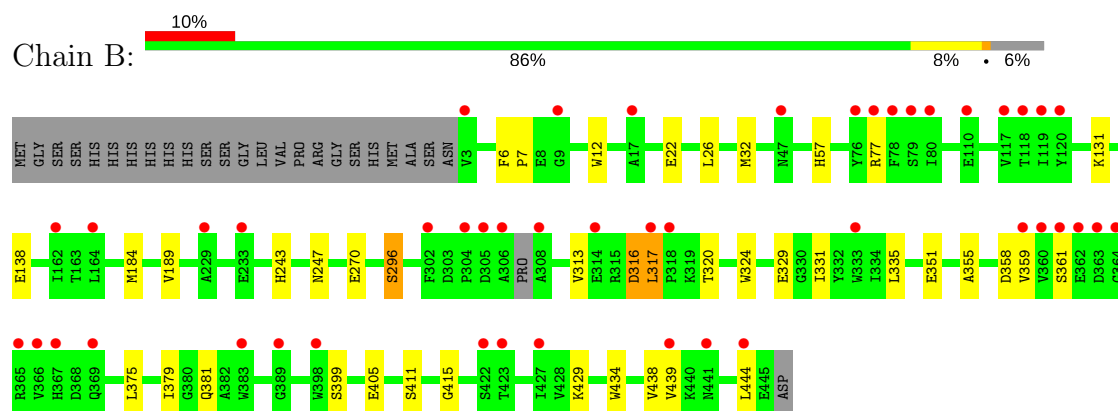 10%
Chain B:
86% 8% • 6%
MET GLY SER SER HIS HIS HIS HIS HIS HIS SER SER GLY LEU VAL PRO ARG GLY SER HIS MET ALA SER ASN V3 F6 P7 E8 G9 W12 A17 E22 L26 M32 N47 H57 Y76 R77 F78 S79 I80 E110 V117 T118 I119 Y120 K131
E138 I162 T163 L164 M184 V189 A229 E233 H243 N247 E270 S296 F302 D303 P304 D305 A306 PRO A308 V313 E314 R315 D316 L317 P318 K319 T320 W324 E329 G330 I331 Y332 W333 I334 L335 E351 A355 D358 V359 V360 S361 E362 D363
R365 V366 H367 D368 Q369 L375 I379 G380 Q381 A382 W383 G389 W398 S399 E405 S411 G415 S422 T423 I427 V428 K429 W434 V438 V439 K440 N441 L444 E445 ASP